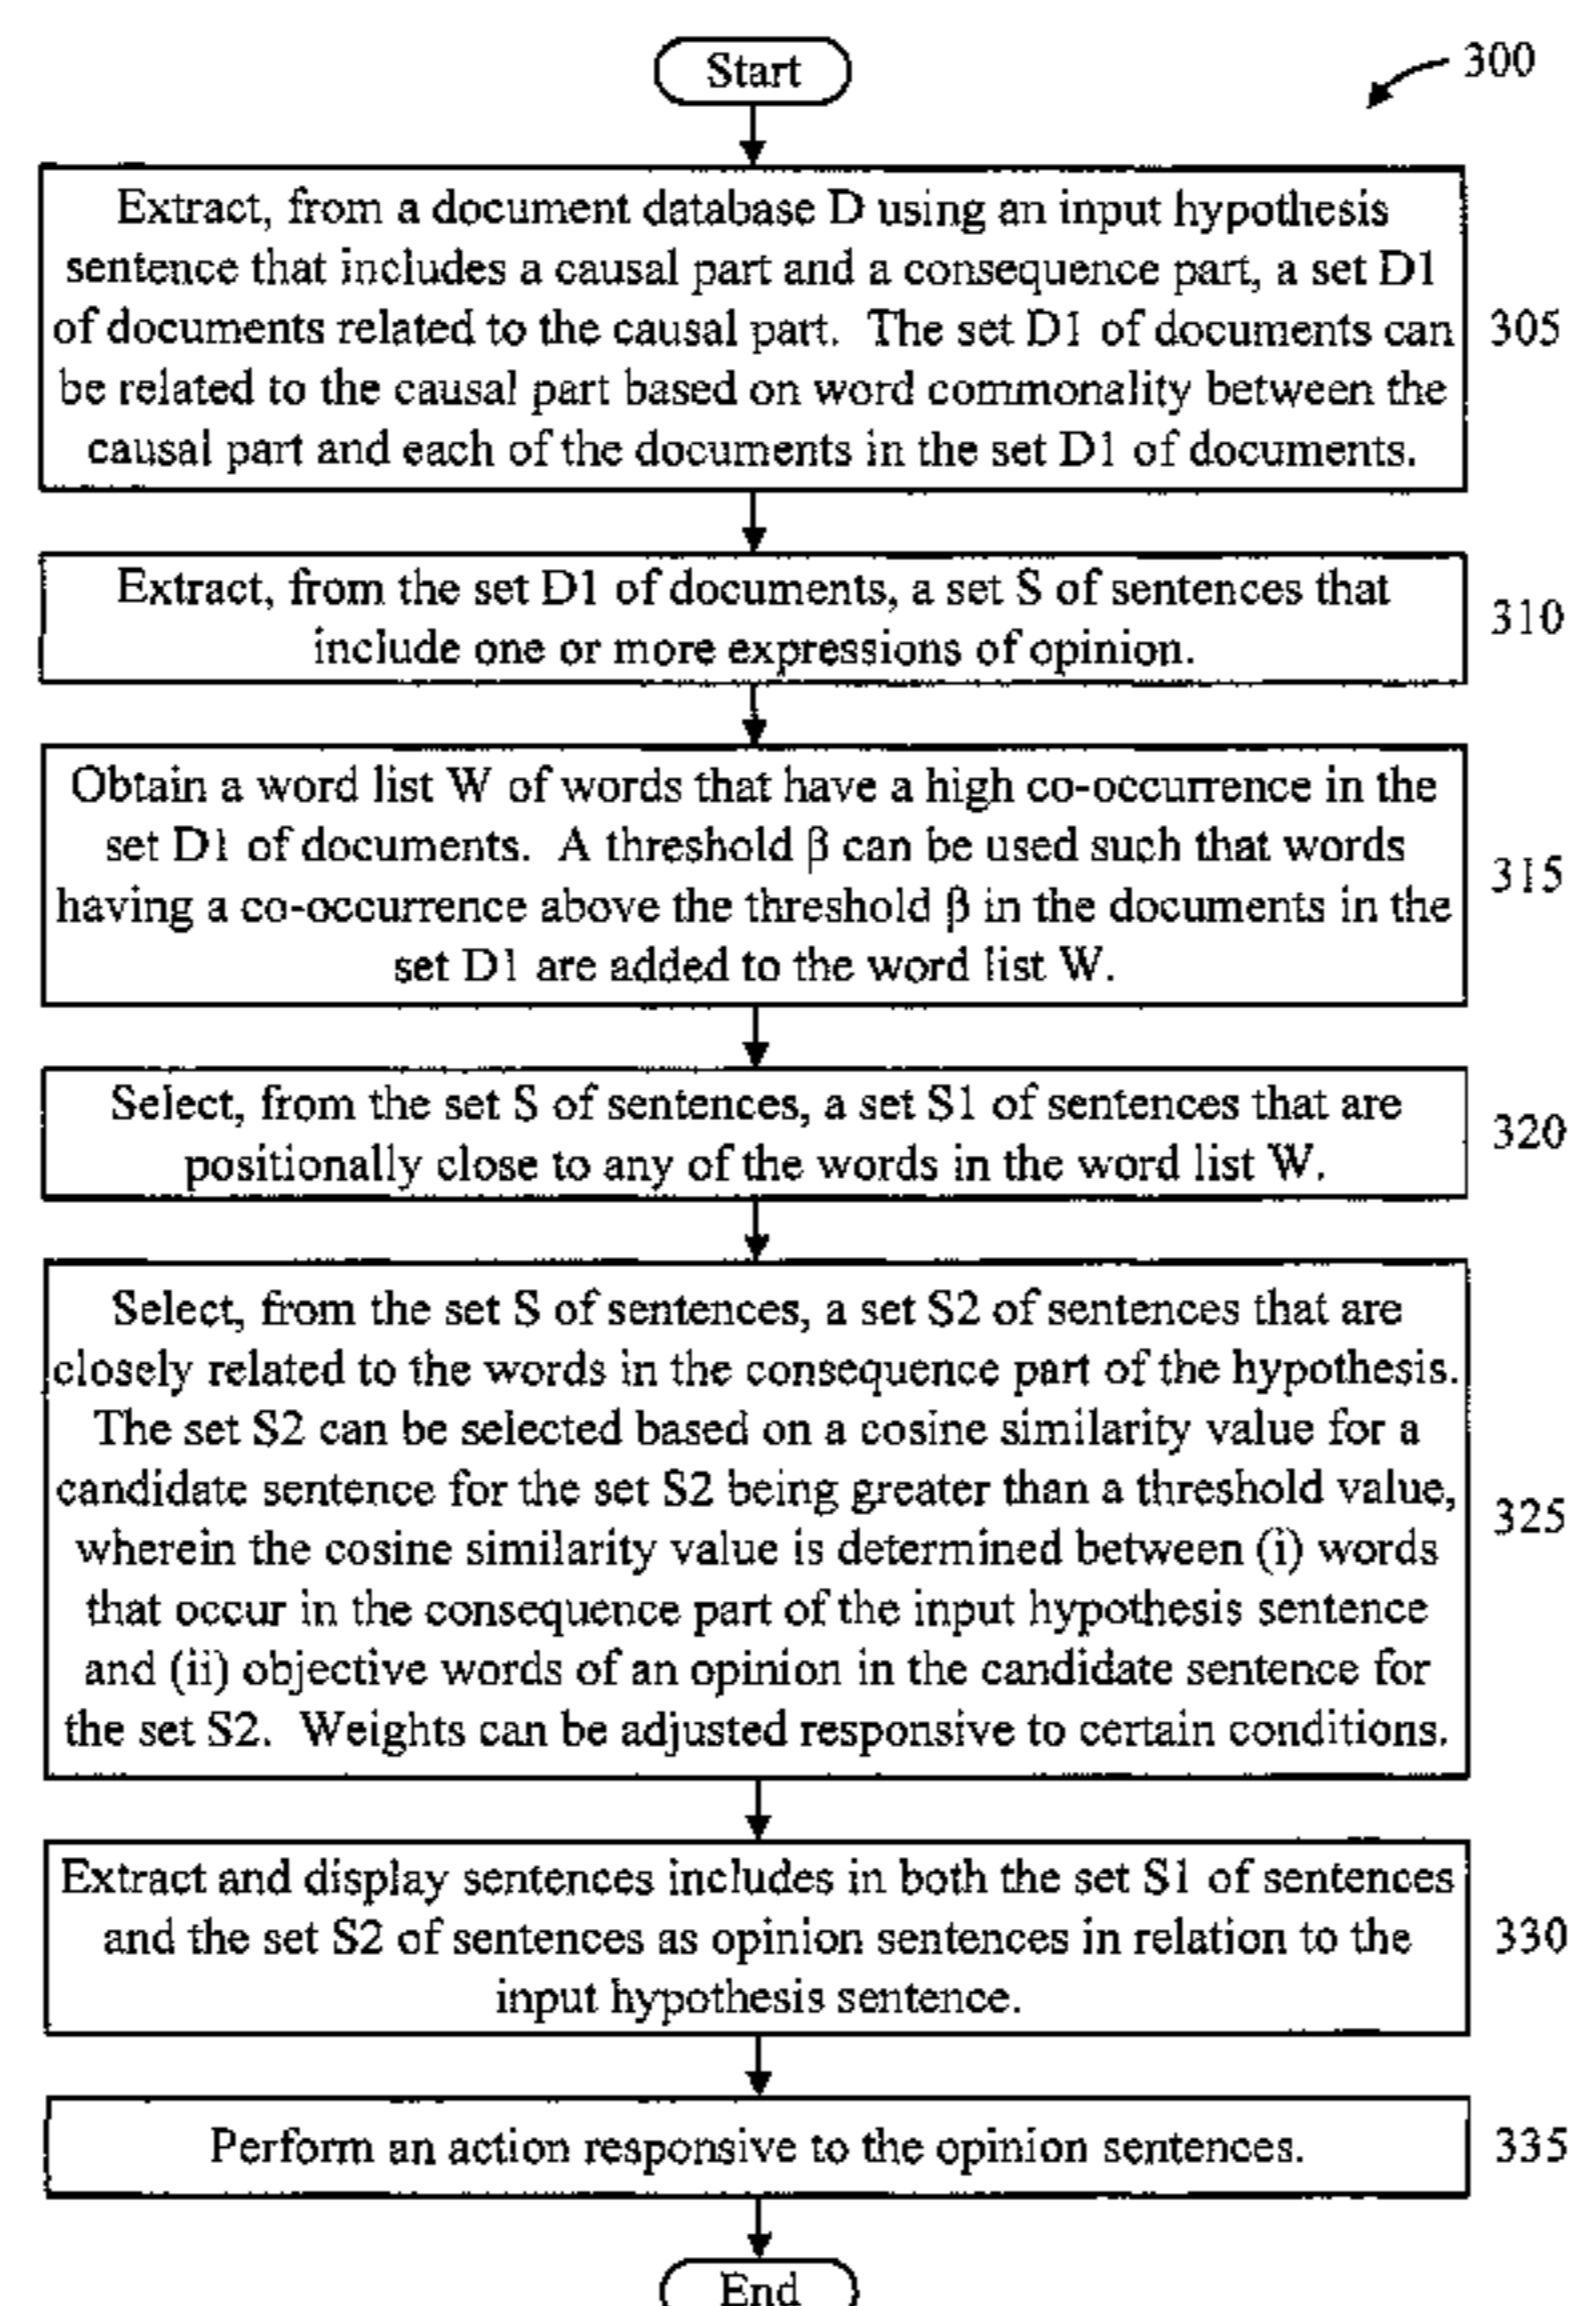 Start
300
Extract, from a document database D using an input hypothesis
sentence that includes a causal part and a consequence part, a set D1
of documents related to the causal part. The set D1 of documents can
be related to the causal part based on word commonality between the
causal part and each of the documents in the set D1 of documents.
305
Extract, from the set D1 of documents, a set S of sentences that
include one or more expressions of opinion.
310
Obtain a word list W of words that have a high co-occurrence in the
set D1 of documents. A threshold β can be used such that words
having a co-occurrence above the threshold β in the documents in the
set D1 are added to the word list W.
315
Select, from the set S of sentences, a set S1 of sentences that are
positionally close to any of the words in the word list W.
320
Select, from the set S of sentences, a set S2 of sentences that are
closely related to the words in the consequence part of the hypothesis.
The set S2 can be selected based on a cosine similarity value for a
candidate sentence for the set S2 being greater than a threshold value,
wherein the cosine similarity value is determined between (i) words
that occur in the consequence part of the input hypothesis sentence
and (ii) objective words of an opinion in the candidate sentence for
the set S2. Weights can be adjusted responsive to certain conditions.
325
Extract and display sentences includes in both the set S1 of sentences
and the set S2 of sentences as opinion sentences in relation to the
input hypothesis sentence.
330
Perform an action responsive to the opinion sentences.
335
End